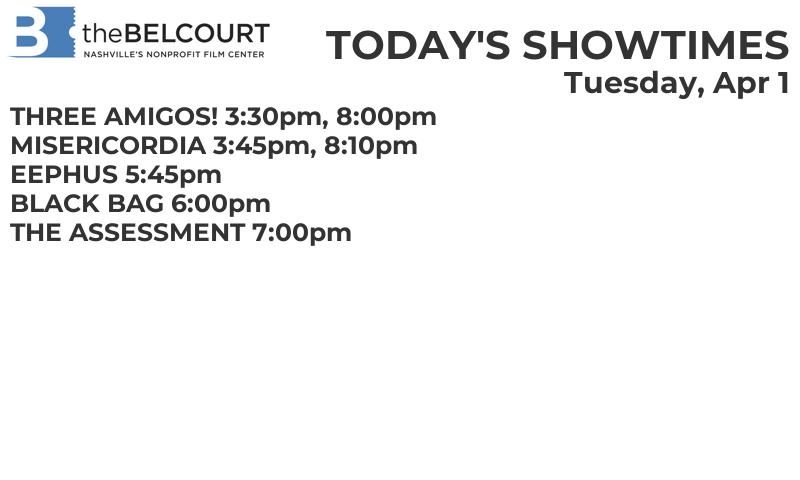 B theBELCOURT
NASHVILLE'S NONPROFIT FILM CENTER
TODAY'S SHOWTIMES
Tuesday, Apr 1
THREE AMIGOS! 3:30pm, 8:00pm
MISERICORDIA 3:45pm, 8:10pm
EEPHUS 5:45pm
BLACK BAG 6:00pm
THE ASSESSMENT 7:00pm